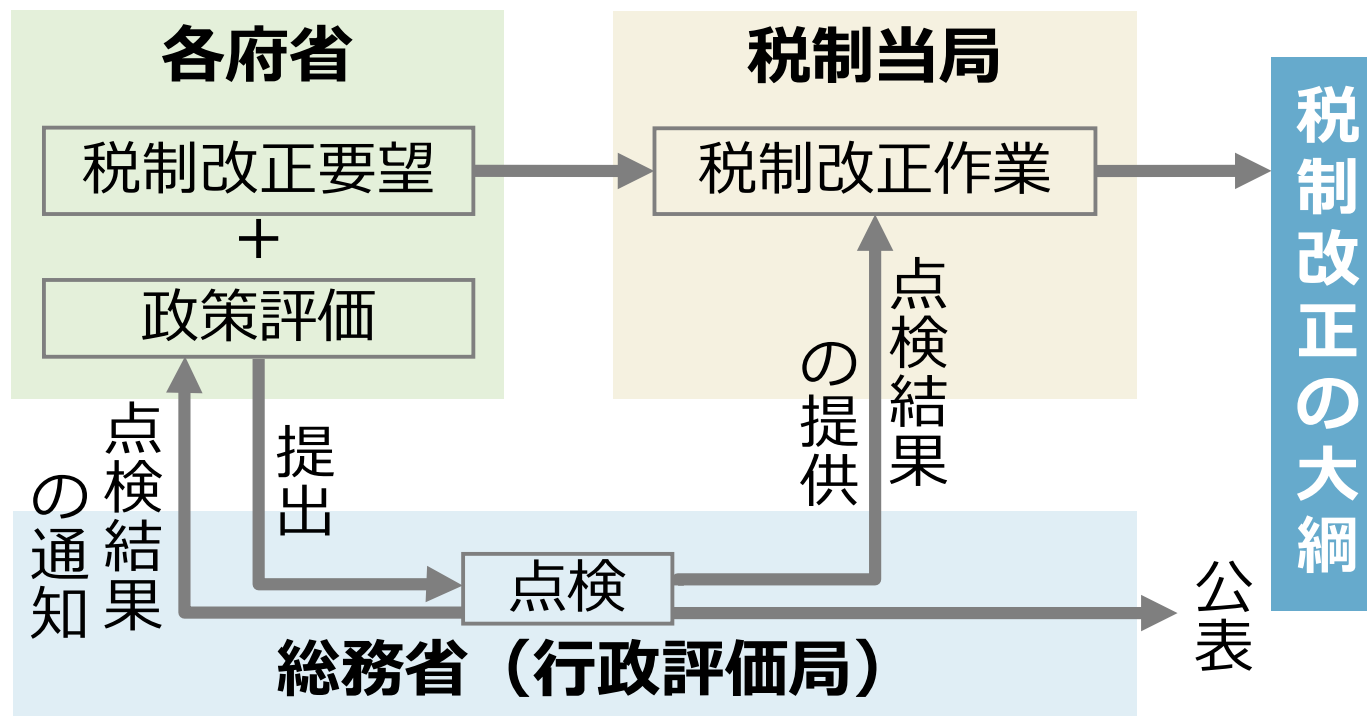 各府省
税制改正要望
+
政策評価
税制当局
税制改正作業
税制改正の大綱
点検結果
の通知
提出
点検結果
の提供
点検
総務省（行政評価局）
公表